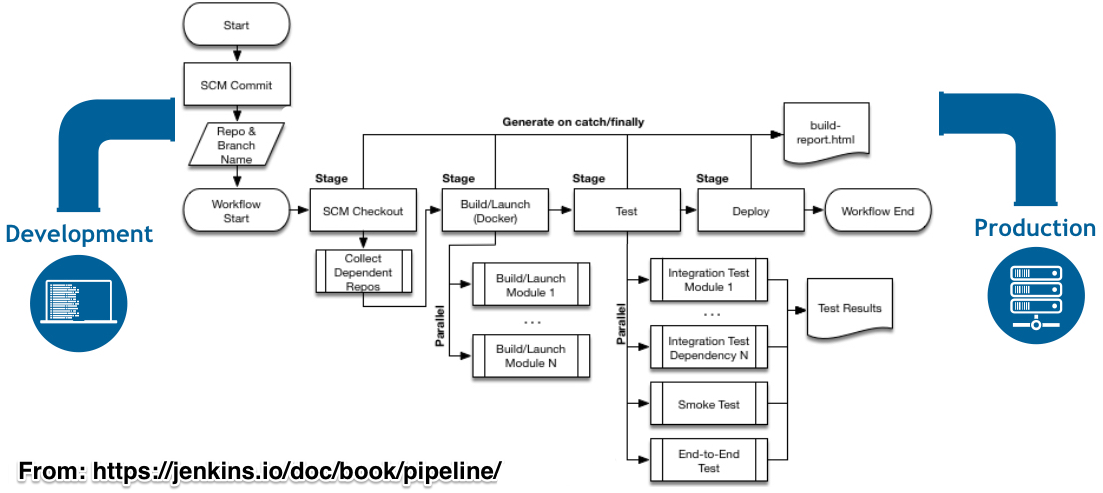 Start
SCM Commit
Repo &
Branch
Name
Workflow
Start
Generate on catch/finally
build-
report.html
Stage
SCM Checkout
Stage
Build/Launch
(Docker)
Stage
Test
Stage
Deploy
Workflow End
Collect
Dependent
Repos
Parallel
Build/Launch
Module 1
...
Build/Launch
Module N
Parallel
Integration Test
Module 1
...
Integration Test
Dependency N
Smoke Test
End-to-End
Test
Test Results
Development
Production
From: https://jenkins.io/doc/book/pipeline/